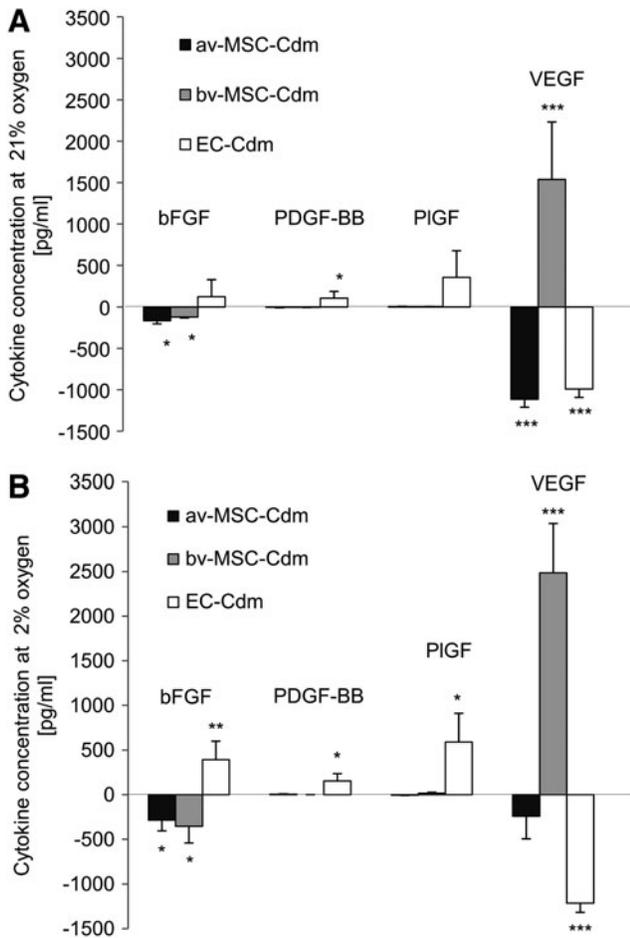 A
Cytokine concentration at 21% oxygen
[pg/ml]
3500
3000
2500
2000
1500
1000
500
0
-500
-1000
-1500
av-MSC-Cdm
bv-MSC-Cdm
EC-Cdm
bFGF
PDGF-BB
PlGF
VEGF
*
*
*
***
***
***
B
Cytokine concentration at 2% oxygen
[pg/ml]
3500
3000
2500
2000
1500
1000
500
0
-500
-1000
-1500
av-MSC-Cdm
bv-MSC-Cdm
EC-Cdm
bFGF
PDGF-BB
PlGF
VEGF
*
*
**
*
*
***
***